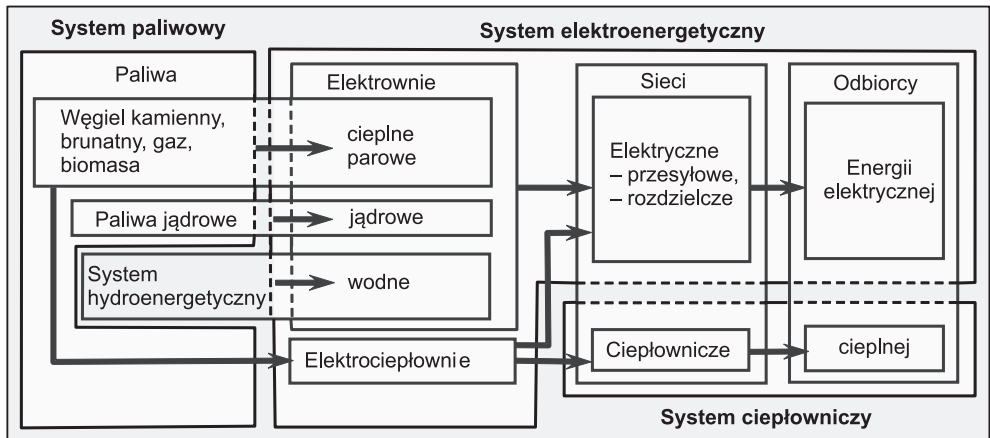 System paliwowy
System elektroenergetyczny
Paliwa
Elektrownie
Sieci
Odbiorcy
Węgiel kamienny,
brunatny, gaz,
biomasa
cieplne
parowe
Elektryczne
– przesyłowe,
– rozdzielcze
Energii
elektrycznej
Paliwa jądrowe
jądrowe
System
hydroenergetyczny
wodne
Elektrociepłownie
Ciepłownicze
cieplnej
System ciepłowniczy